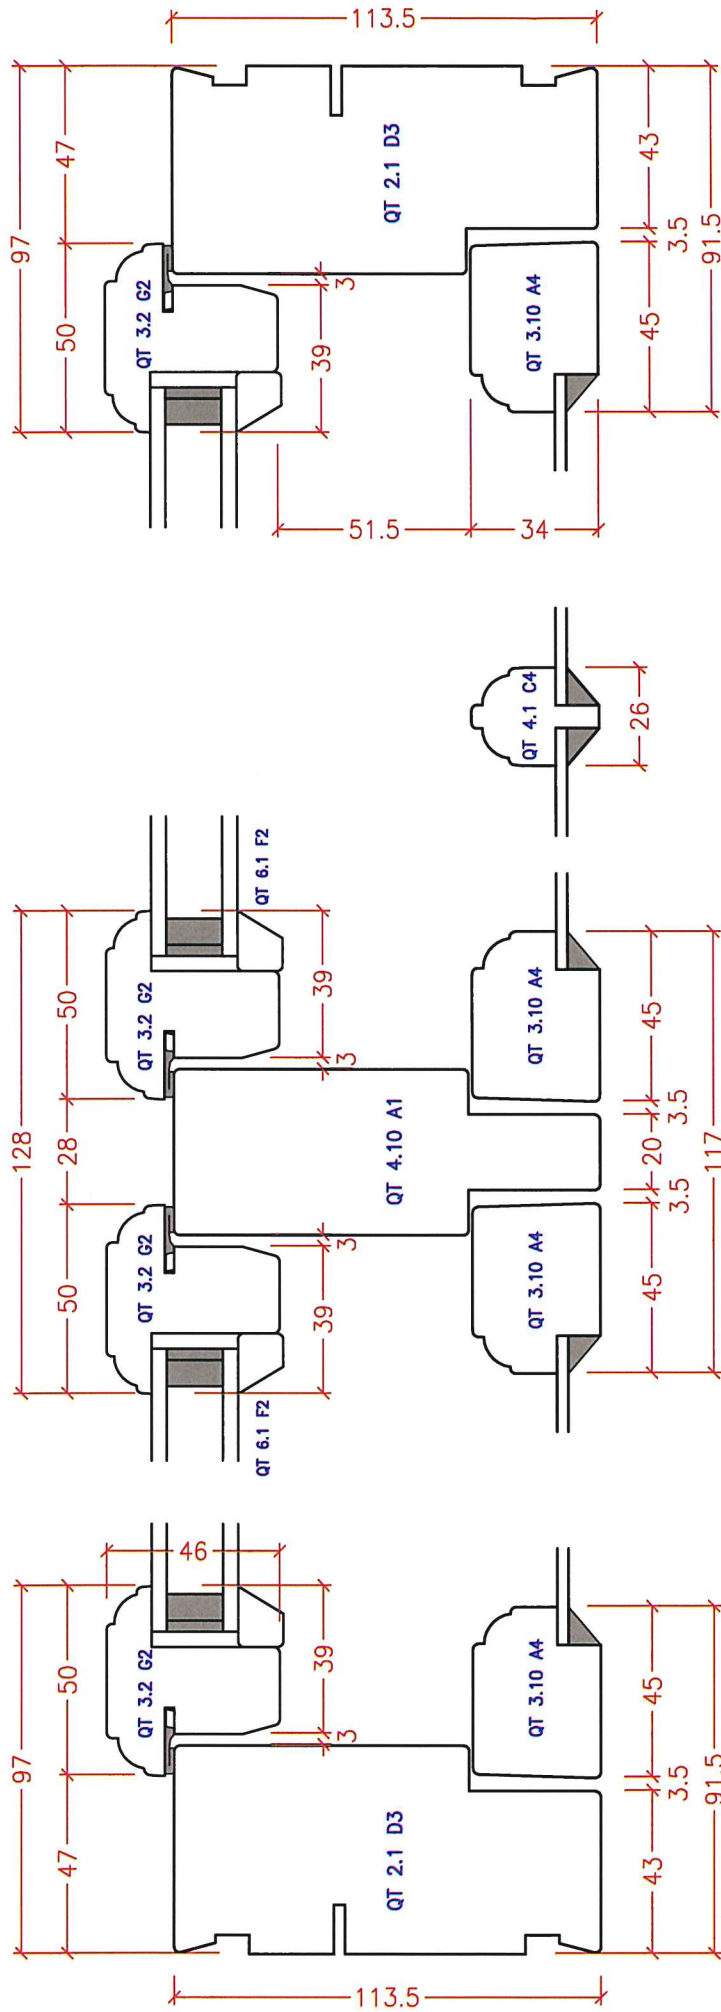 113.5
97
47
50
QT 3.2 G2
QT 2.1 D3
3
39
QT 3.10 A4
43
3.5
45
91.5
51.5
34
QT 4.1 C4
26
128
50
28
50
QT 3.2 G2
QT 6.1 F2
39
3
QT 4.10 A1
QT 3.10 A4
45
3.5
20
3.5
117
QT 3.2 G2
3
39
QT 3.10 A4
45
QT 6.1 F2
46
97
50
47
QT 3.2 G2
39
3
QT 2.1 D3
QT 3.10 A4
45
3.5
43
91.5
113.5